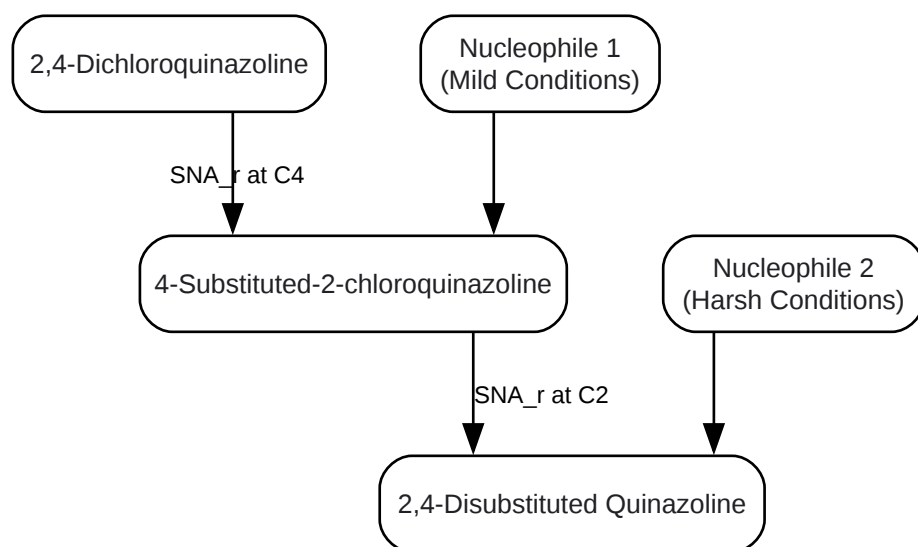 2,4-Dichloroquinazoline
Nucleophile 1
(Mild Conditions)
SNA_r at C4
4-Substituted-2-chloroquinazoline
Nucleophile 2
(Harsh Conditions)
SNA_r at C2
2,4-Disubstituted Quinazoline